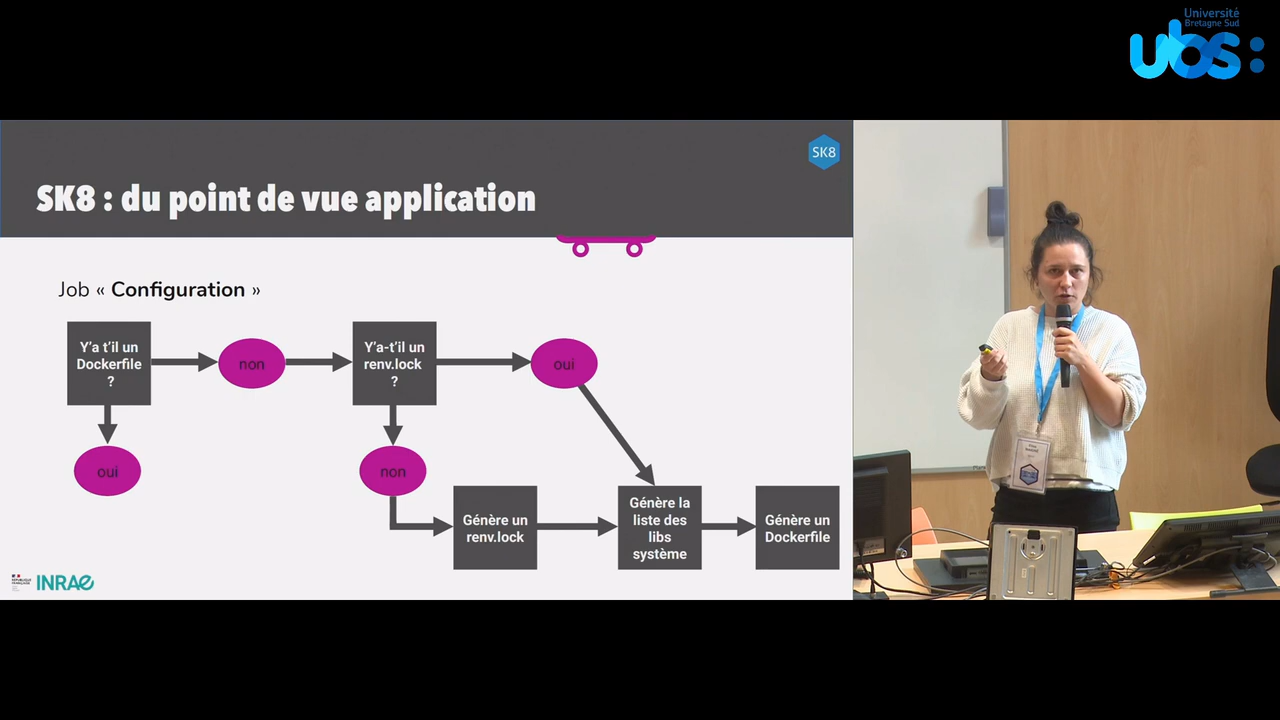 Université
Bretagne Sud
ubs:
SK8
SK8 : du point de vue application
Job « Configuration »
Y'a t'il un
Dockerfile
?
non
Y'a-t'il un
renv.lock
?
oui
oui
non
Génère un
renv.lock
Génère la
liste des
libs
système
Génère un
Dockerfile
RÉPUBLIQUE
FRANÇAISE
INRAE